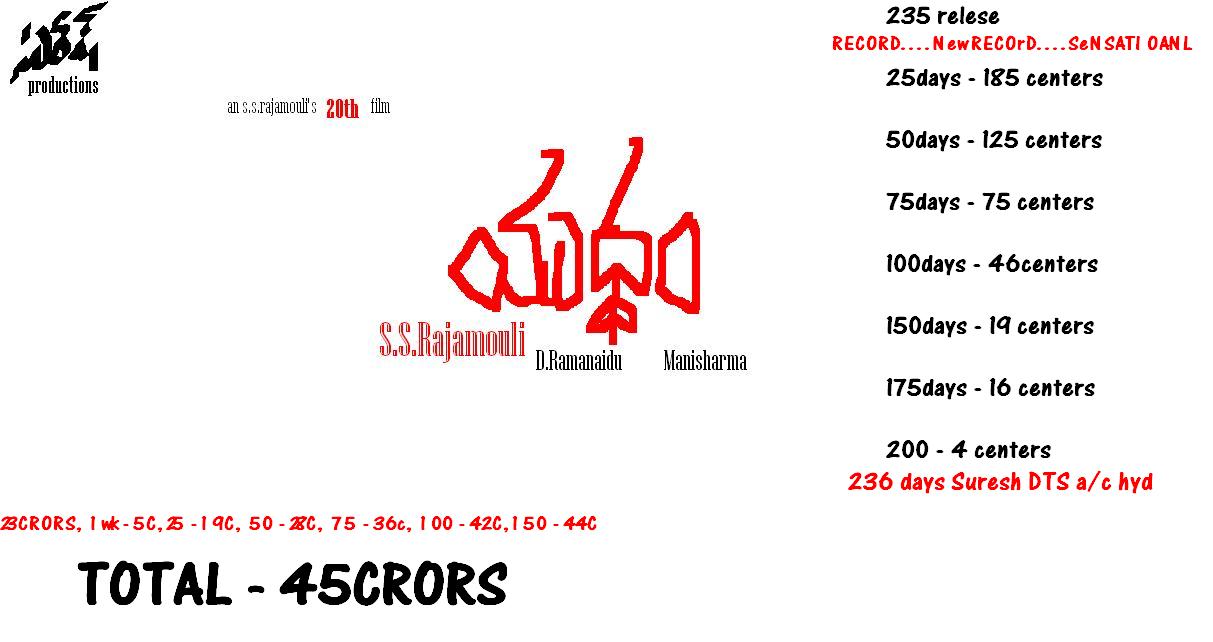 productions
an s.s.rajamouli's 20th film
యుద్ధం
S.S.Rajamouli
D.Ramanaidu Manisharma
235 relese
RECORD....NewRECOrD....SeNSATIOANL
25days - 185 centers
50days - 125 centers
75days - 75 centers
100days - 46centers
150days - 19 centers
175days - 16 centers
200 - 4 centers
236 days Suresh DTS a/c hyd
23CRORS, 1wk-5C,25 -19C, 50 -28C, 75 -36c, 100 -42C,150 -44C
TOTAL - 45CRORS